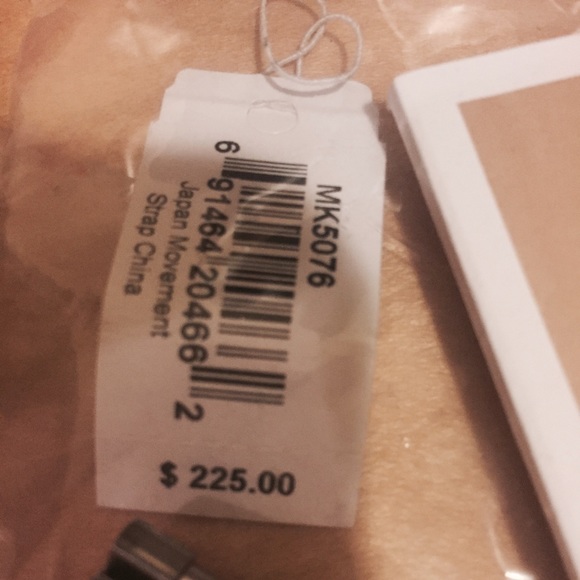 MK5076
6 91464 20466 2
Japan Movement
Strap China
$ 225.00